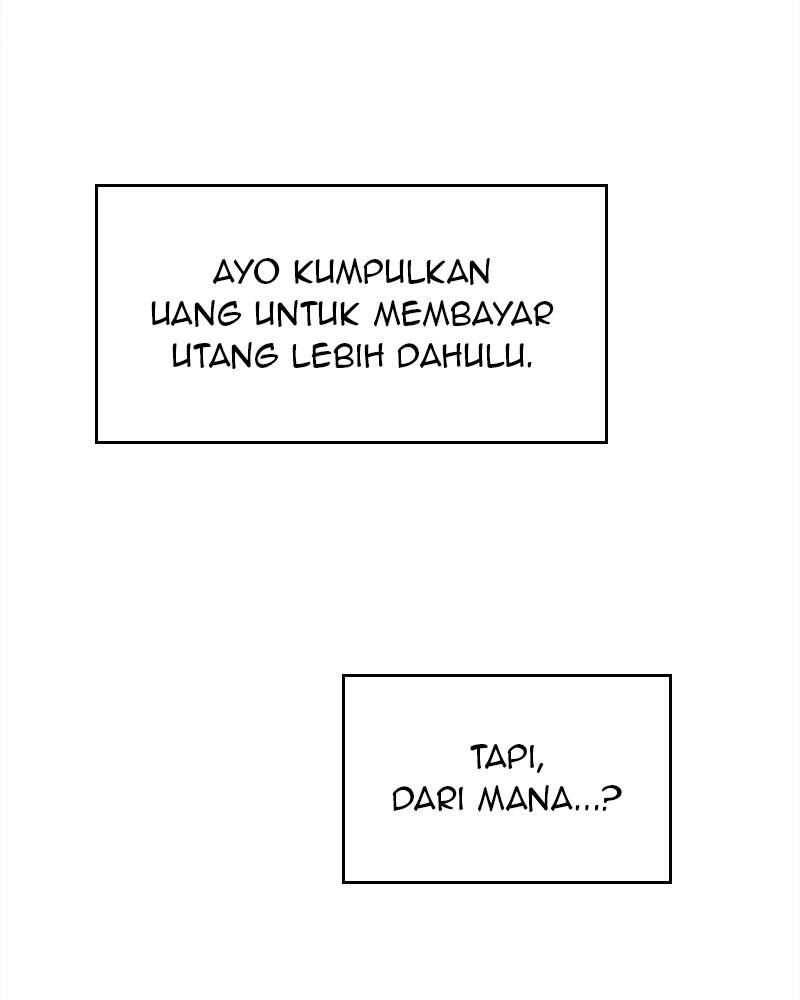 AYO KUMPULKAN
UANG UNTUK MEMBAYAR
UTANG LEBIH DAHULU.
TAPI,
DARI MANA...?